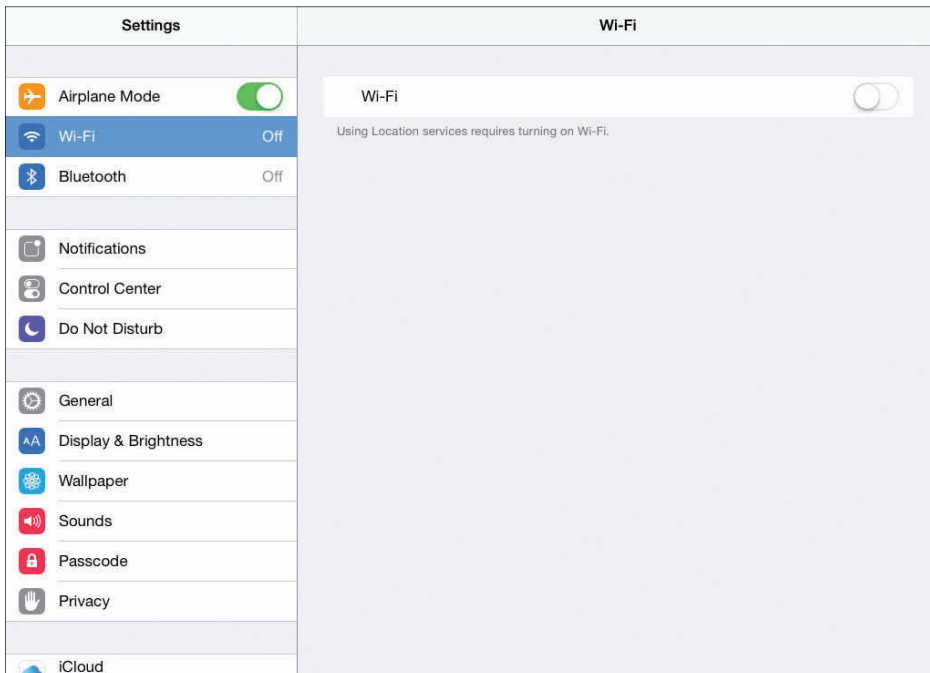 Settings
Wi-Fi
Airplane Mode
Wi-Fi
Wi-Fi Off
Using Location services requires turning on Wi-Fi.
Bluetooth Off
Notifications
Control Center
Do Not Disturb
General
AA Display & Brightness
Wallpaper
Sounds
Passcode
Privacy
iCloud